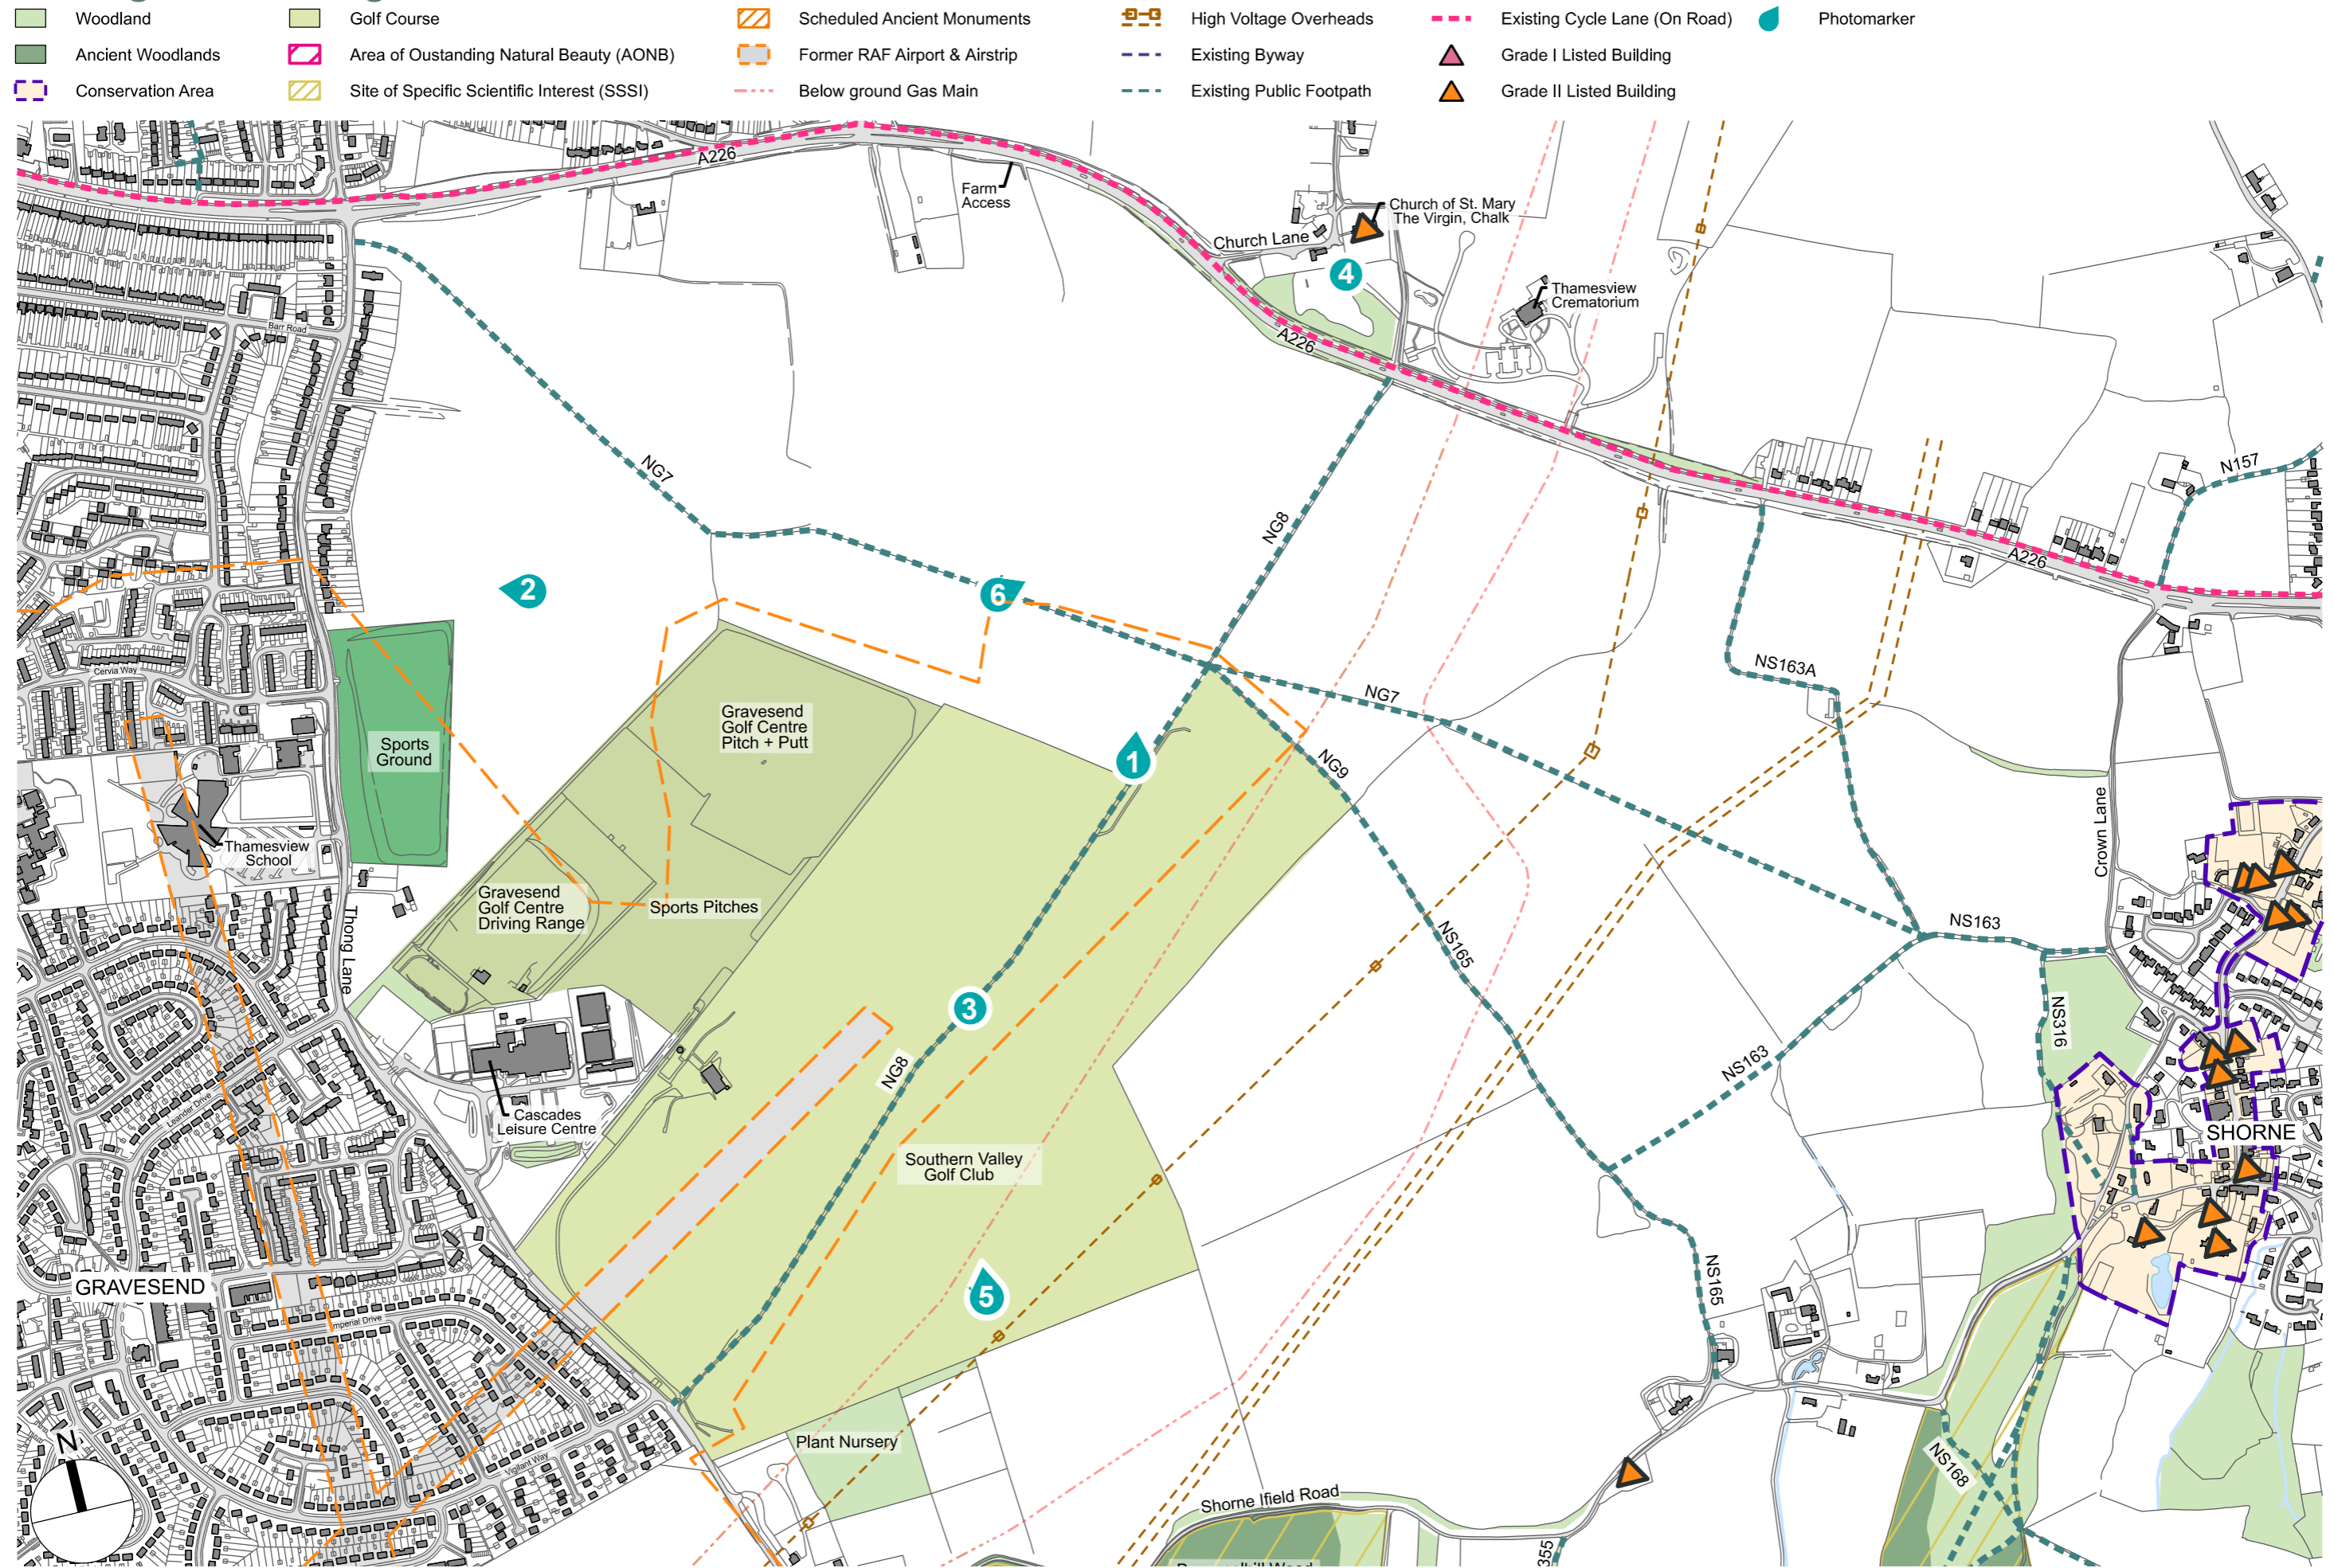 Woodland
Golf Course
Scheduled Ancient Monuments
High Voltage Overheads
Existing Cycle Lane (On Road)
Photomarker
Ancient Woodlands
Area of Oustanding Natural Beauty (AONB)
Former RAF Airport & Airstrip
Existing Byway
Grade I Listed Building
Conservation Area
Site of Specific Scientific Interest (SSSI)
Below ground Gas Main
Existing Public Footpath
Grade II Listed Building
A226
Farm
Access
Church of St. Mary
The Virgin, Chalk
Church Lane
4
Thamesview
Crematorium
Barr Road
A226
NG7
NG8
N157
A226
2
6
Cervia Way
NS163A
Sports
Ground
Gravesend
Golf Centre
Pitch + Putt
NG7
1
NG9
Thamesview
School
Crown Lane
Gravesend
Golf Centre
Driving Range
Sports Pitches
Thong Lane
NS165
NS163
3
NS316
NG8
NS163
Leander Drive
Cascades
Leisure Centre
SHORNE
Southern Valley
Golf Club
GRAVESEND
5
NS165
Imperial Drive
Plant Nursery
N
Vigilant Way
NS168
Shorne Ifield Road
355